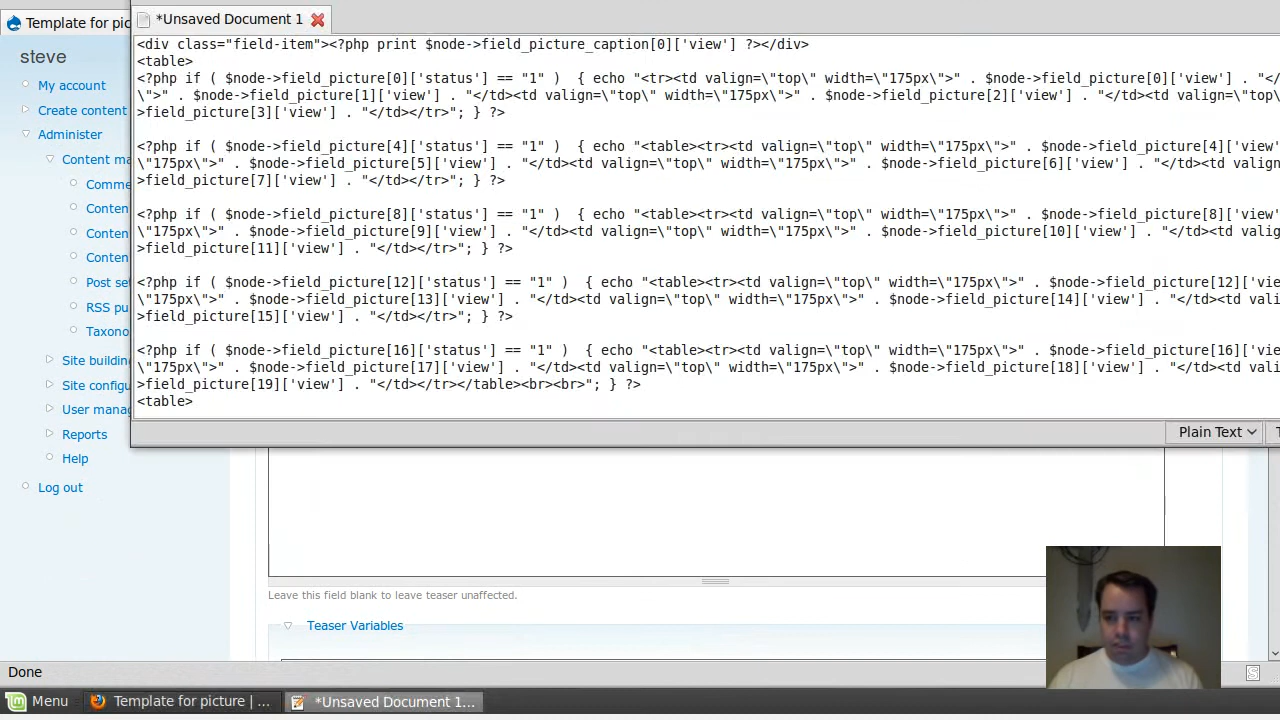 Template for pic
*Unsaved Document 1
steve
My account
Create content
Administer
Content ma
Comme
Conten
Conten
Conten
Post set
RSS pu
Taxono
Site buildin
Site configu
User manag
Reports
Help
Log out
<div class="field-item"><?php print $node->field_picture_caption[0]['view'] ?></div>
<table>
<?php if ( $node->field_picture[0]['status'] == "1" )  { echo "<tr><td valign=\"top\" width=\"175px\">" . $node->field_picture[0]['view'] . "</
\">" . $node->field_picture[1]['view'] . "</td><td valign=\"top\" width=\"175px\">" . $node->field_picture[2]['view'] . "</td><td valign=\"top
>field_picture[3]['view'] . "</td></tr>"; } ?>
<?php if ( $node->field_picture[4]['status'] == "1" )  { echo "<table><tr><td valign=\"top\" width=\"175px\">" . $node->field_picture[4]['view
\"175px\">" . $node->field_picture[5]['view'] . "</td><td valign=\"top\" width=\"175px\">" . $node->field_picture[6]['view'] . "</td><td valig
>field_picture[7]['view'] . "</td></tr>"; } ?>
<?php if ( $node->field_picture[8]['status'] == "1" )  { echo "<table><tr><td valign=\"top\" width=\"175px\">" . $node->field_picture[8]['view
\"175px\">" . $node->field_picture[9]['view'] . "</td><td valign=\"top\" width=\"175px\">" . $node->field_picture[10]['view'] . "</td><td valig
>field_picture[11]['view'] . "</td></tr>"; } ?>
<?php if ( $node->field_picture[12]['status'] == "1" )  { echo "<table><tr><td valign=\"top\" width=\"175px\">" . $node->field_picture[12]['vie
\"175px\">" . $node->field_picture[13]['view'] . "</td><td valign=\"top\" width=\"175px\">" . $node->field_picture[14]['view'] . "</td><td vali
>field_picture[15]['view'] . "</td></tr>"; } ?>
<?php if ( $node->field_picture[16]['status'] == "1" )  { echo "<table><tr><td valign=\"top\" width=\"175px\">" . $node->field_picture[16]['vie
\"175px\">" . $node->field_picture[17]['view'] . "</td><td valign=\"top\" width=\"175px\">" . $node->field_picture[18]['view'] . "</td><td vali
>field_picture[19]['view'] . "</td></tr></table><br><br>"; } ?>
<table>
Plain Text
T
Leave this field blank to leave teaser unaffected.
Teaser Variables
Done
Menu
Template for picture | ...
*Unsaved Document 1...